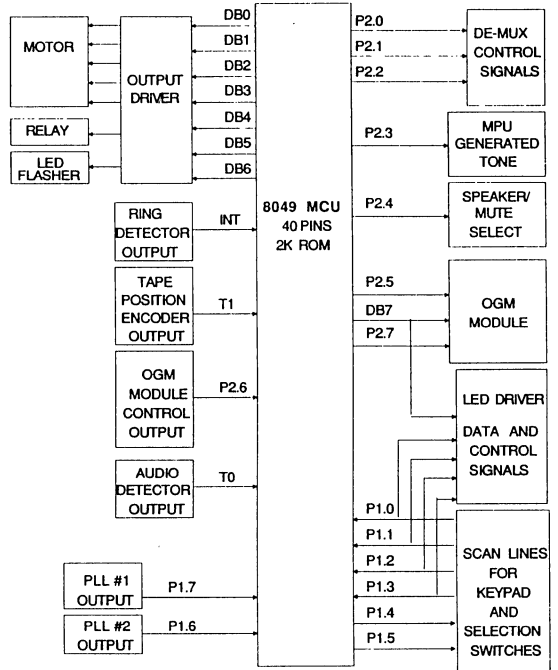 MOTOR
RELAY
LED
FLASHER
OUTPUT
DRIVER
DB0
DB1
DB2
DB3
DB4
DB5
DB6
RING
DETECTOR
OUTPUT
INT
TAPE
POSITION
ENCODER
OUTPUT
T1
OGM
MODULE
CONTROL
OUTPUT
P2.6
AUDIO
DETECTOR
OUTPUT
T0
PLL #1
OUTPUT
P1.7
PLL #2
OUTPUT
P1.6
8049 MCU
40 PINS
2K ROM
P2.0
P2.1
P2.2
DE-MUX
CONTROL
SIGNALS
P2.3
MPU
GENERATED
TONE
P2.4
SPEAKER/
MUTE
SELECT
P2.5
DB7
P2.7
OGM
MODULE
LED DRIVER
DATA AND
CONTROL
SIGNALS
P1.0
P1.1
P1.2
P1.3
P1.4
P1.5
SCAN LINES
FOR
KEYPAD
AND
SELECTION
SWITCHES